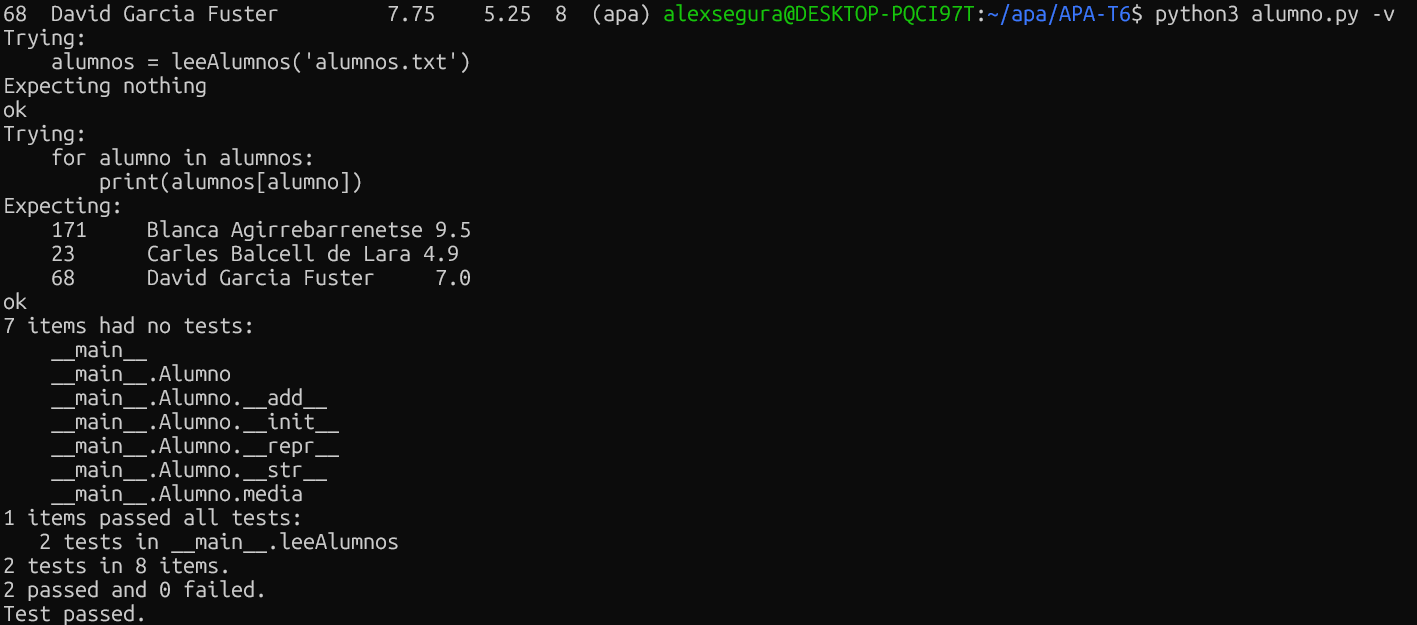 68  David Garcia Fuster         7.75    5.25  8  (apa) alexsegura@DESKTOP-PQCI97T:~/apa/APA-T6$ python3 alumno.py -v
Trying:
    alumnos = leeAlumnos('alumnos.txt')
Expecting nothing
ok
Trying:
    for alumno in alumnos:
        print(alumnos[alumno])
Expecting:
    171     Blanca Agirrebarrenetse 9.5
    23      Carles Balcell de Lara 4.9
    68      David Garcia Fuster     7.0
ok
7 items had no tests:
    __main__
    __main__.Alumno
    __main__.Alumno.__add__
    __main__.Alumno.__init__
    __main__.Alumno.__repr__
    __main__.Alumno.__str__
    __main__.Alumno.media
1 items passed all tests:
   2 tests in __main__.leeAlumnos
2 tests in 8 items.
2 passed and 0 failed.
Test passed.